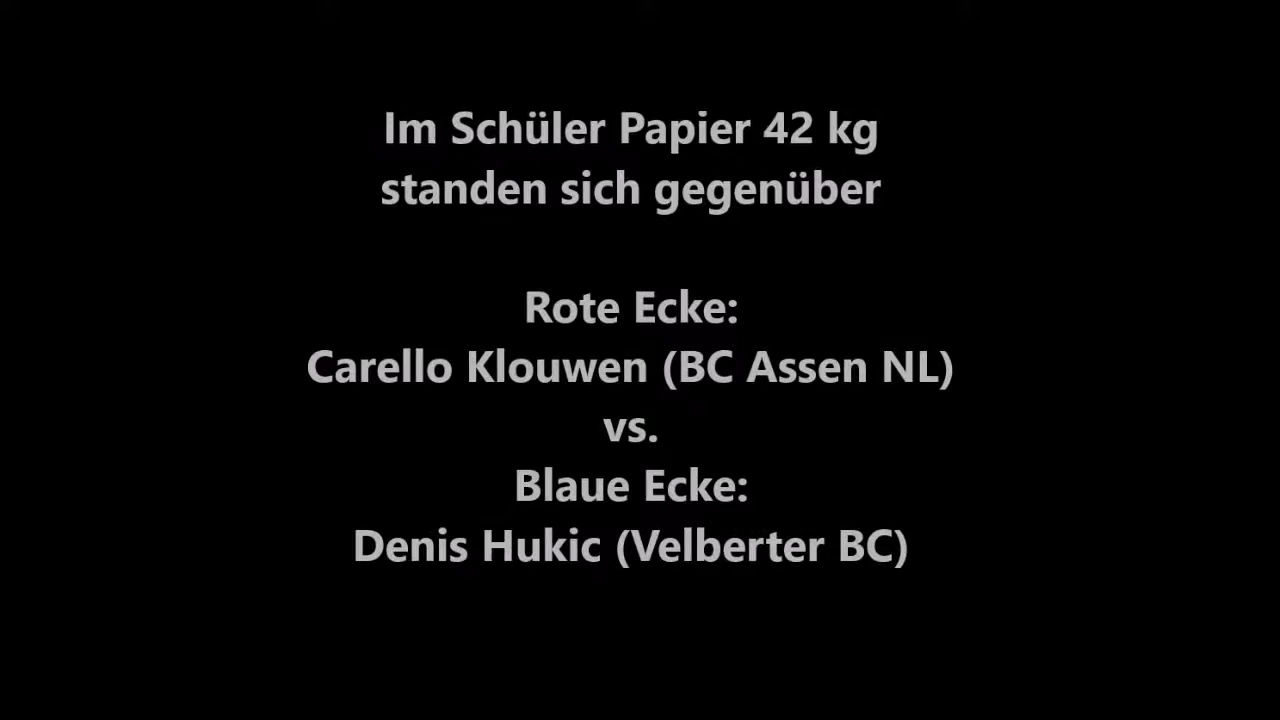 Im Schüler Papier 42 kg
standen sich gegenüber
Rote Ecke:
Carello Klouwen (BC Assen NL)
vs.
Blaue Ecke:
Denis Hukic (Velberter BC)